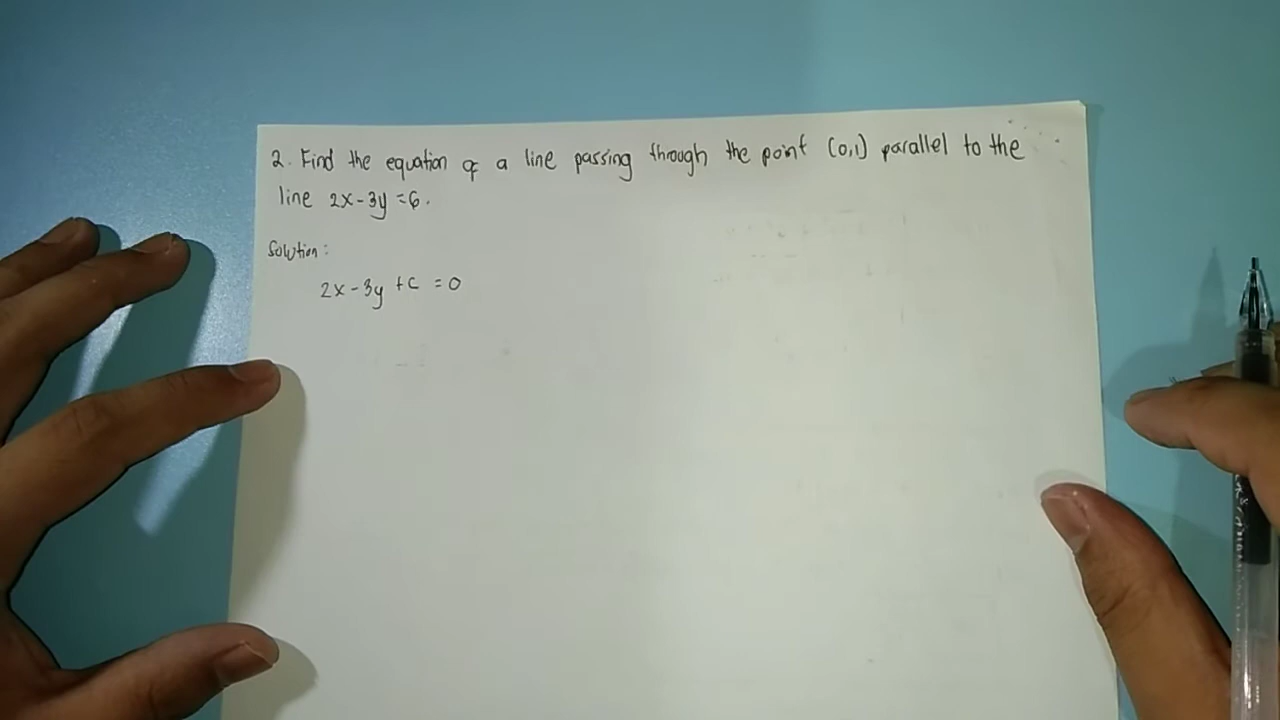 2. Find the equation of a line passing through the point (0,1) parallel to the
line 2x-3y=6.
Solution:
2x-3y+c=0